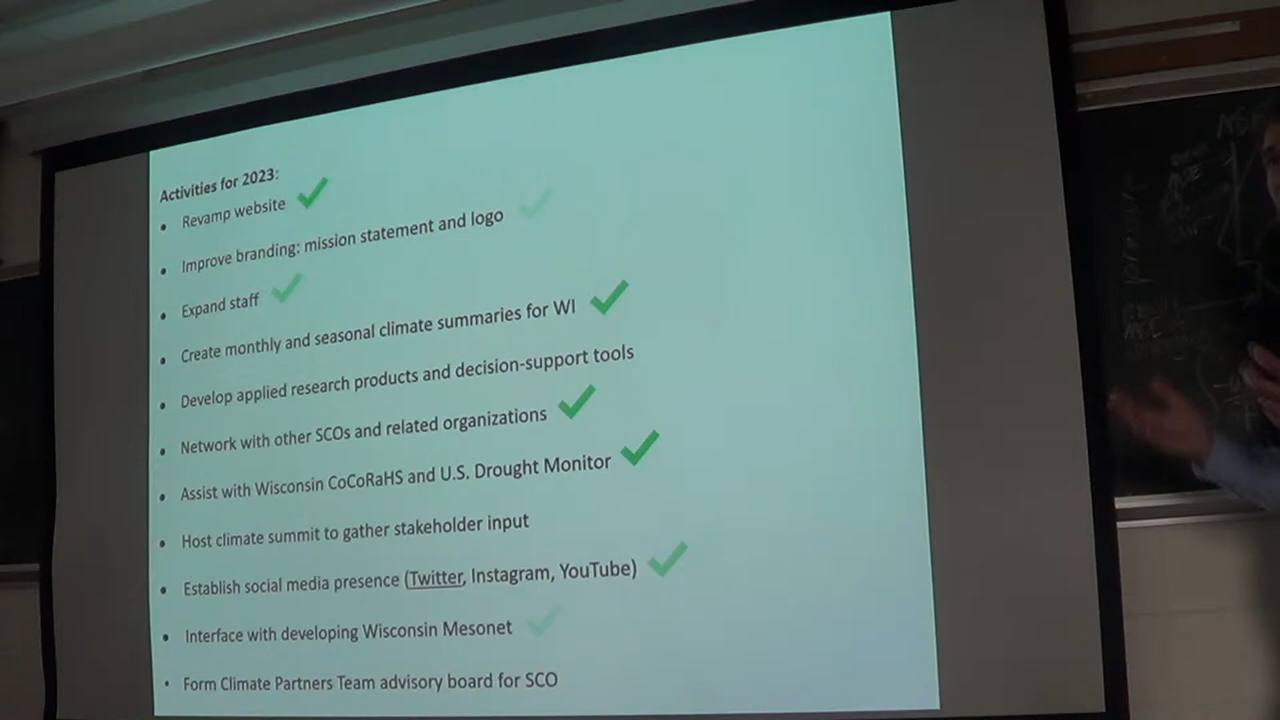 Activities for 2023:
• Revamp website
• Improve branding: mission statement and logo
• Expand staff
• Create monthly and seasonal climate summaries for WI
• Develop applied research products and decision-support tools
• Network with other SCOs and related organizations
• Assist with Wisconsin CoCoRaHS and U.S. Drought Monitor
• Host climate summit to gather stakeholder input
• Establish social media presence (Twitter, Instagram, YouTube)
• Interface with developing Wisconsin Mesonet
• Form Climate Partners Team advisory board for SCO